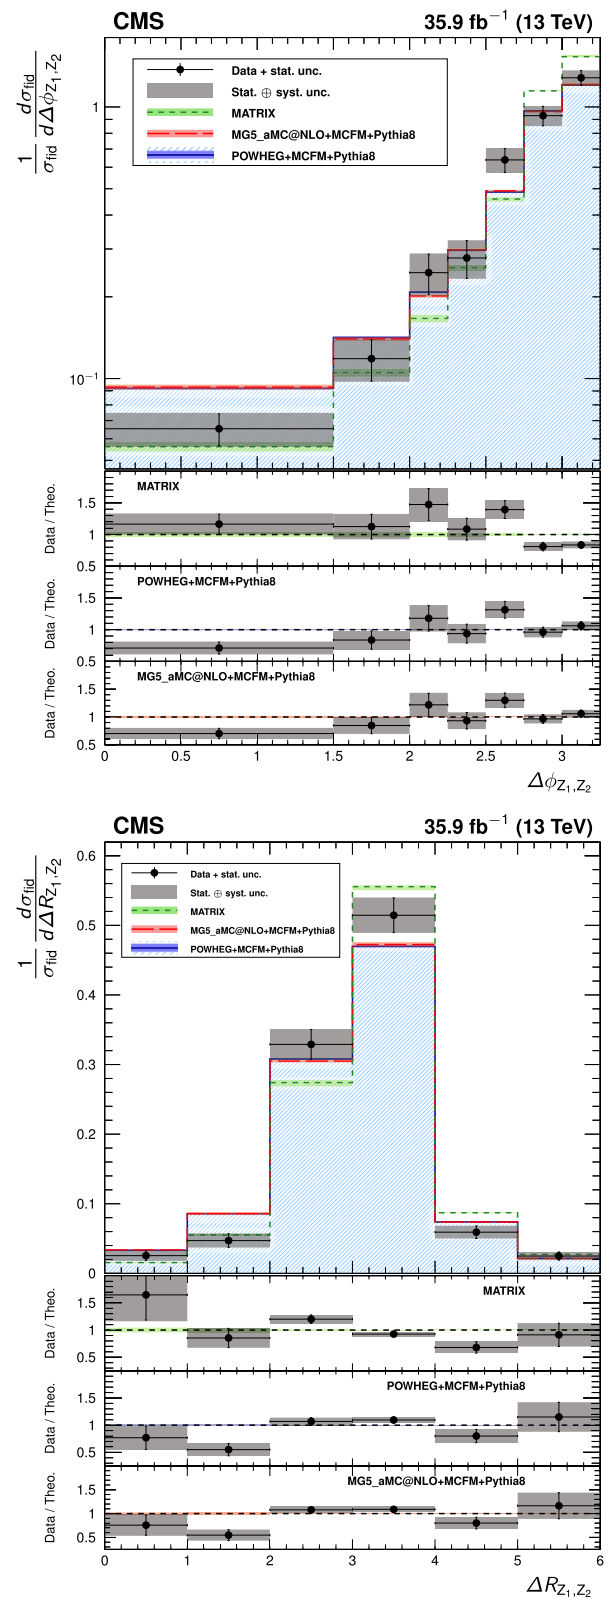 CMS 35.9 fb⁻¹ (13 TeV)
1/σfid dσfid/dΔϕZ1,Z2
Data + stat. unc.
Stat. ⊕ syst. unc.
MATRIX
MG5_aMC@NLO+MCFM+Pythia8
POWHEG+MCFM+Pythia8
1
10⁻¹
Data / Theo.
MATRIX
1.5
1
0.5
Data / Theo.
POWHEG+MCFM+Pythia8
1.5
1
0.5
Data / Theo.
MG5_aMC@NLO+MCFM+Pythia8
1.5
1
0.5
0 0.5 1 1.5 2 2.5 3
ΔϕZ1,Z2
CMS 35.9 fb⁻¹ (13 TeV)
1/σfid dσfid/dΔRZ1,Z2
0.6
Data + stat. unc.
Stat. ⊕ syst. unc.
MATRIX
MG5_aMC@NLO+MCFM+Pythia8
POWHEG+MCFM+Pythia8
0.5
0.4
0.3
0.2
0.1
0
Data / Theo.
MATRIX
1.5
1
0.5
Data / Theo.
POWHEG+MCFM+Pythia8
1.5
1
0.5
Data / Theo.
MG5_aMC@NLO+MCFM+Pythia8
1.5
1
0.5
0 1 2 3 4 5 6
ΔRZ1,Z2